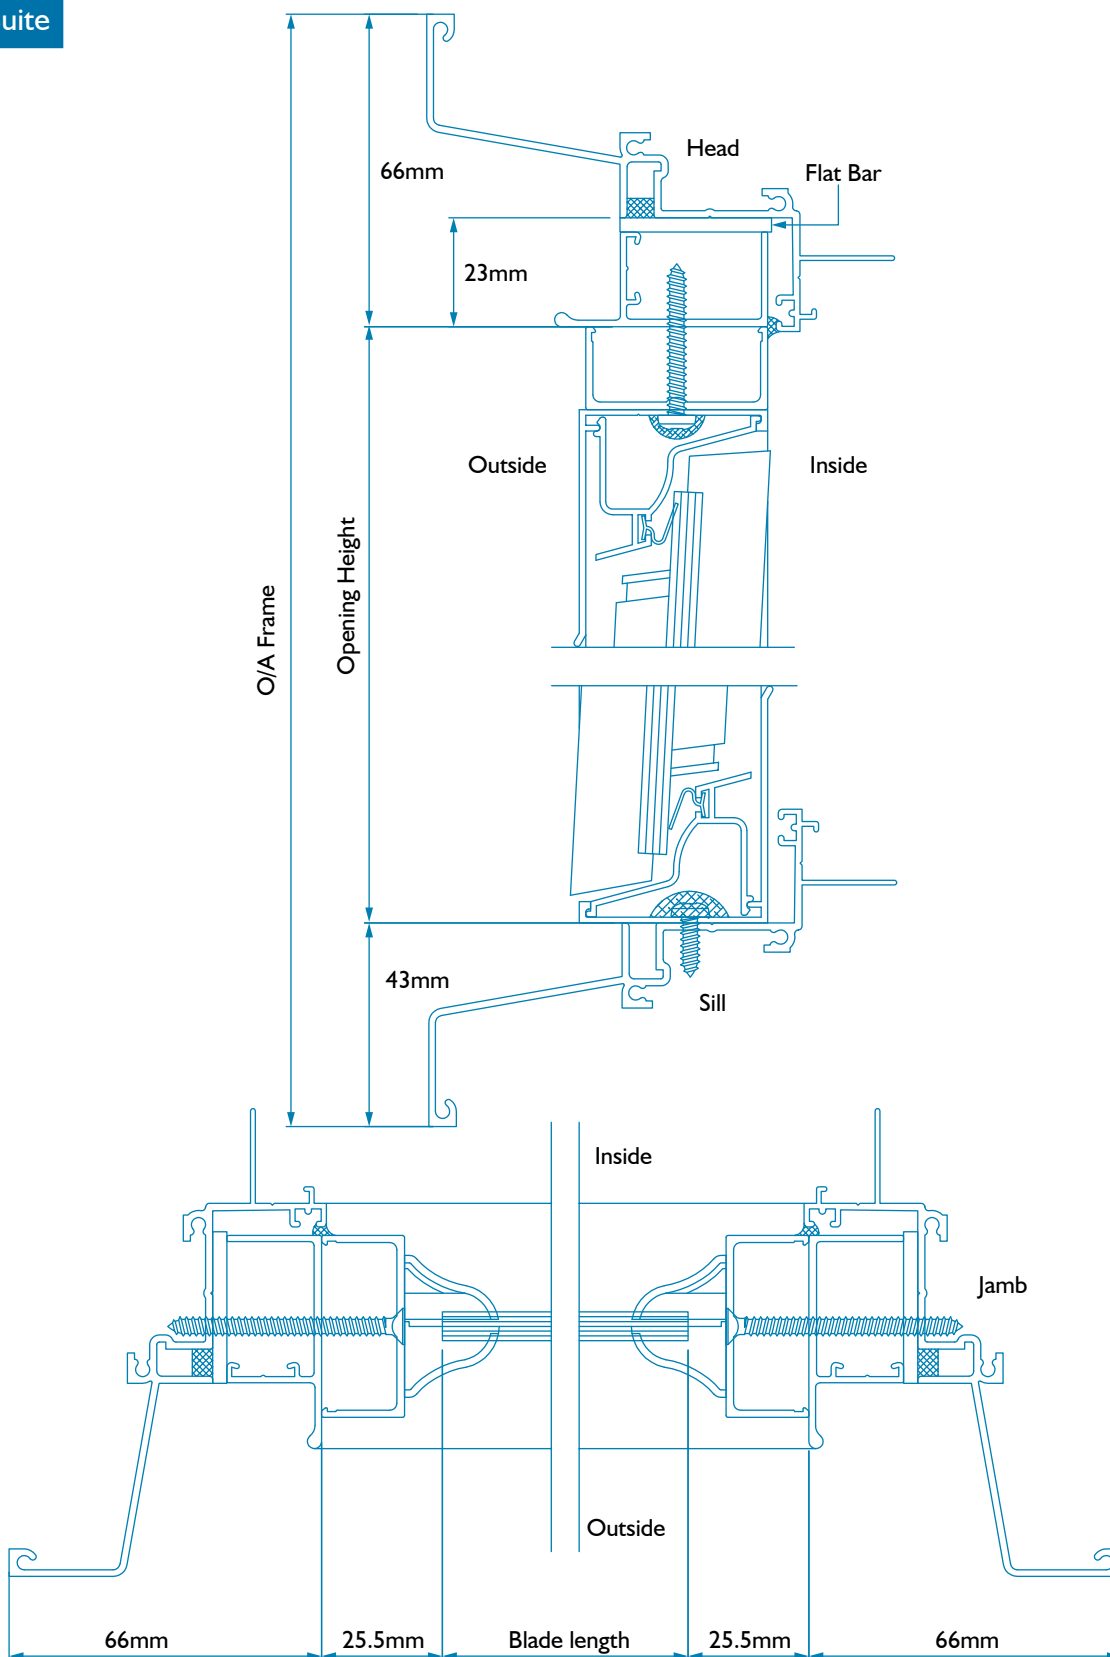 uite
Head
Flat Bar
66mm
23mm
Outside
Inside
Opening Height
O/A Frame
43mm
Sill
Inside
Jamb
Outside
66mm
25.5mm
Blade length
25.5mm
66mm